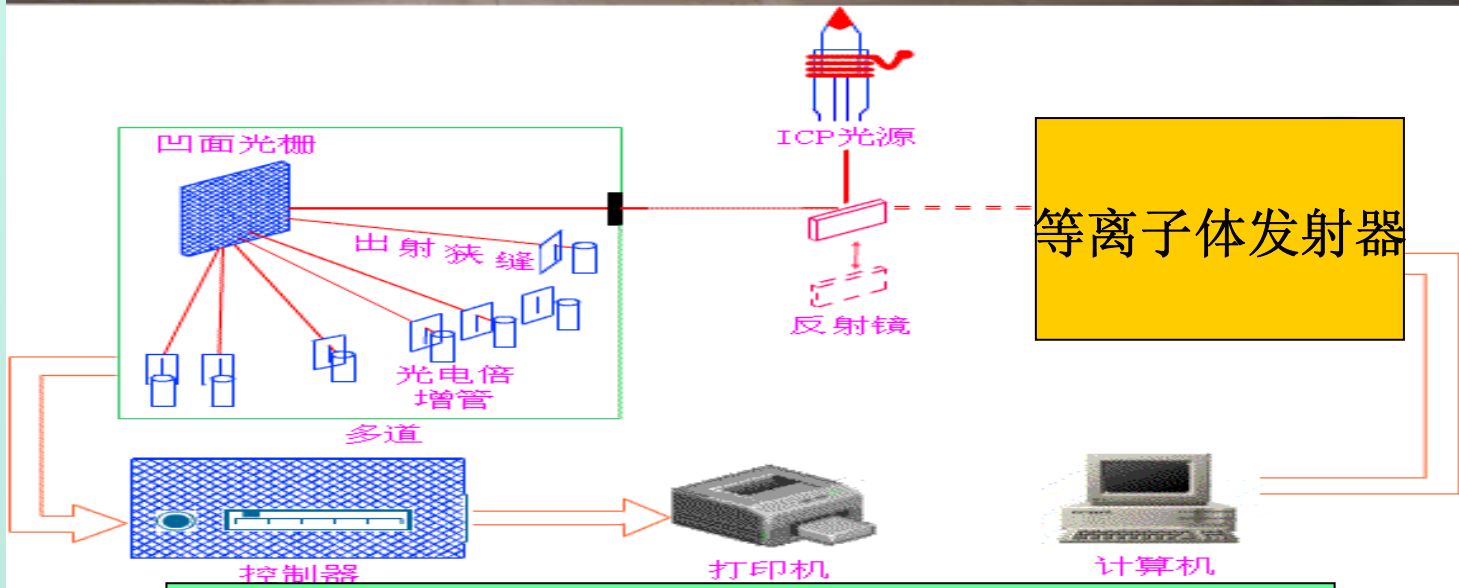 ICP光源
凹面光栅
等离子体发射器
出射狭缝
反射镜
光电倍
增管
多道
控制器
打印机
计算机